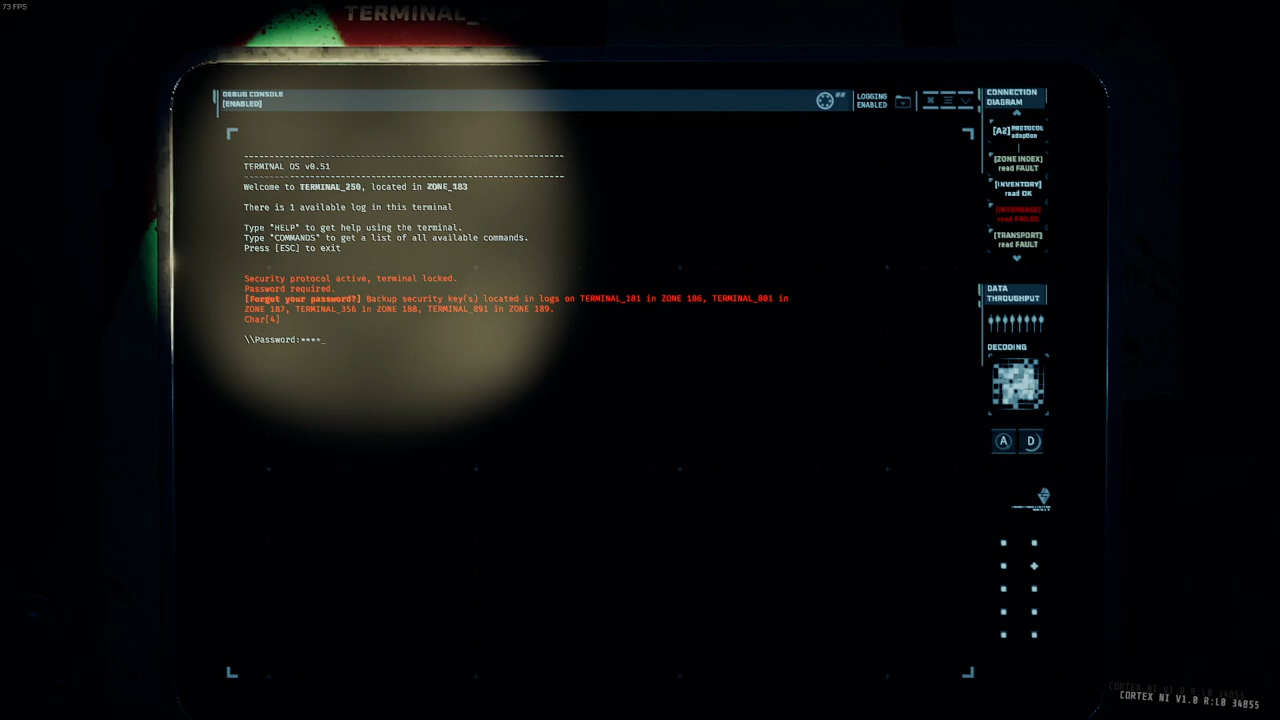 73 FPS
TERMINAL_
DEBUG CONSOLE
[ENABLED]
LOGGING
ENABLED
CONNECTION
DIAGRAM
[A2] PROTOCOL
adaption
[ZONE INDEX]
read FAULT
[INVENTORY]
read OK
read FAILED
[TRANSPORT]
read FAULT
--------------------------------------------------------------
TERMINAL OS v0.51
--------------------------------------------------------------
Welcome to TERMINAL_250, located in ZONE_183
There is 1 available log in this terminal
Type "HELP" to get help using the terminal.
Type "COMMANDS" to get a list of all available commands.
Press [ESC] to exit
Security protocol active, terminal locked.
Password required.
[Forgot your password?] Backup security key(s) located in logs on TERMINAL_181 in ZONE 186, TERMINAL_801 in
ZONE 187, TERMINAL_356 in ZONE 188, TERMINAL_891 in ZONE 189.
Char[4]
\\Password:****_
DATA
THROUGHPUT
DECODING
A D
CORTEX NI V1.0 R:L0 34855